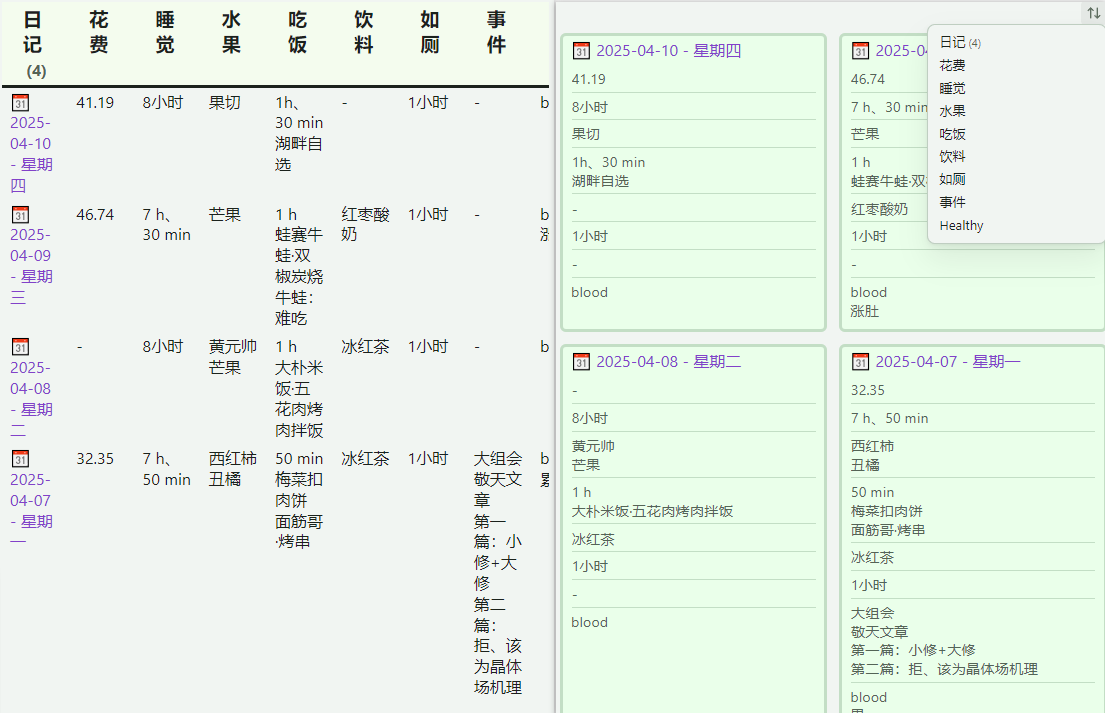 日记 (4)
花费
睡觉
水果
吃饭
饮料
如厕
事件
2025-04-10 - 星期四
41.19
8小时
果切
1h、30 min
湖畔自选
-
1小时
-
b
2025-04-09 - 星期三
46.74
7 h、30 min
芒果
1 h
蛙赛牛蛙·双椒炭烧牛蛙：难吃
红枣酸奶
1小时
-
b
2025-04-08 - 星期二
-
8小时
黄元帅
芒果
1 h
大朴米饭·五花肉烤肉拌饭
冰红茶
1小时
-
b
2025-04-07 - 星期一
32.35
7 h、50 min
西红柿
丑橘
50 min
梅菜扣肉饼
面筋哥·烤串
冰红茶
1小时
大组会
敬天文章
第一篇：小修+大修
第二篇：拒、该为晶体场机理
b
2025-04-10 - 星期四
41.19
8小时
果切
1h、30 min
湖畔自选
-
1小时
-
blood
2025-04
46.74
7 h、30 min
芒果
1 h
蛙赛牛蛙·双
红枣酸奶
1小时
-
blood
涨肚
日记 (4)
花费
睡觉
水果
吃饭
饮料
如厕
事件
Healthy
2025-04-08 - 星期二
-
8小时
黄元帅
芒果
1 h
大朴米饭·五花肉烤肉拌饭
冰红茶
1小时
-
blood
2025-04-07 - 星期一
32.35
7 h、50 min
西红柿
丑橘
50 min
梅菜扣肉饼
面筋哥·烤串
冰红茶
1小时
大组会
敬天文章
第一篇：小修+大修
第二篇：拒、该为晶体场机理
blood